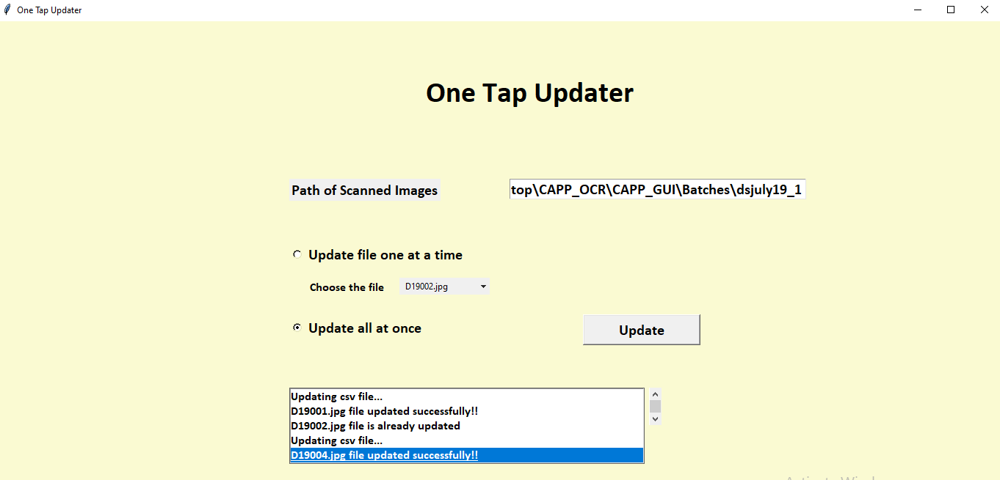 One Tap Updater
One Tap Updater
Path of Scanned Images
top\CAPP_OCR\CAPP_GUI\Batches\dsjuly19_1
Update file one at a time
Choose the file
D19002.jpg
Update all at once
Update
Updating csv file...
D19001.jpg file updated successfully!!
D19002.jpg file is already updated
Updating csv file...
D19004.jpg file updated successfully!!